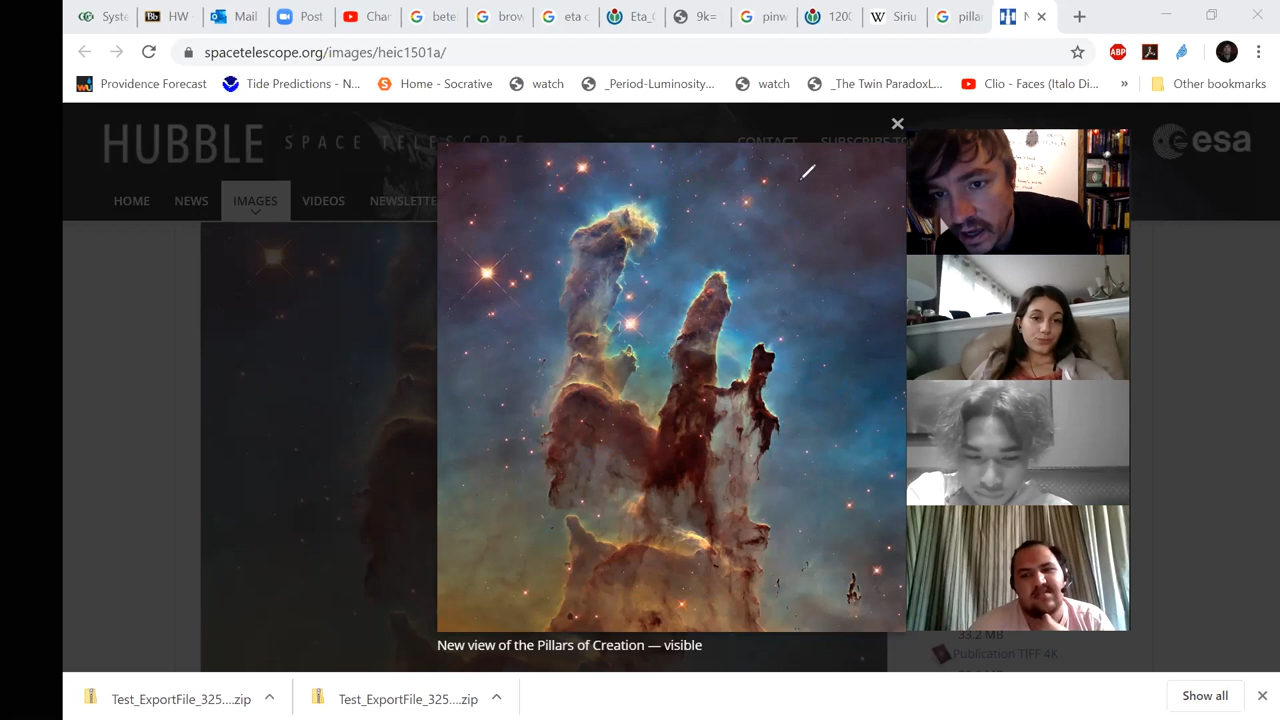 Syste
HW
Mail
Post
Chan
bete
brow
eta c
Eta_C
9k=
pinw
1200
Siriu
pillar
N
spacetelescope.org/images/heic1501a/
ABP
Providence Forecast
Tide Predictions - N...
Home - Socrative
watch
_Period-Luminosity...
watch
_The Twin ParadoxL...
Clio - Faces (Italo Di...
»
Other bookmarks
HUBBLE SPACE TELESCOPE
CONTACT
SUBSCRIBE TO
esa
HOME
NEWS
IMAGES
VIDEOS
NEWSLETTE
New view of the Pillars of Creation — visible
33.2 MB
Publication TIFF 4K
Test_ExportFile_325....zip
Test_ExportFile_325....zip
Show all